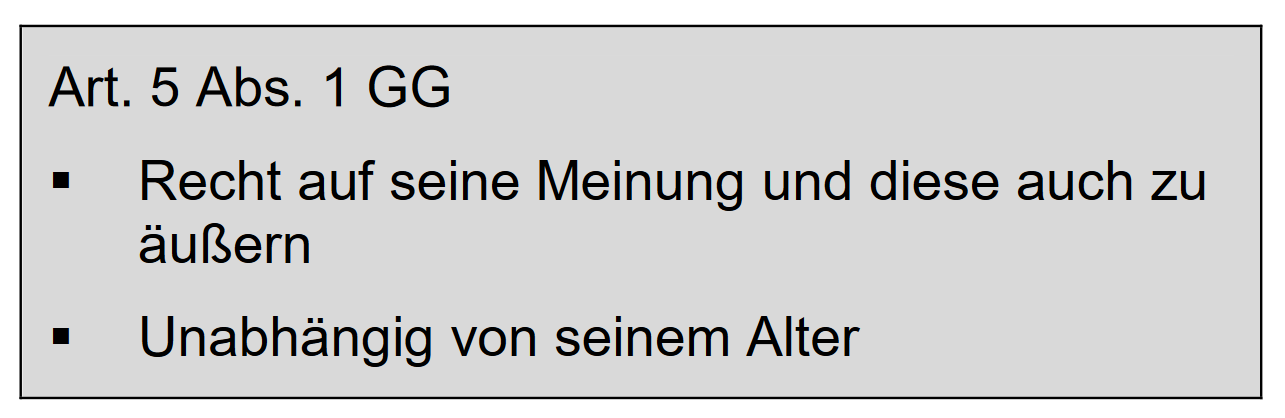 Art. 5 Abs. 1 GG
▪ Recht auf seine Meinung und diese auch zu
äußern
▪ Unabhängig von seinem Alter